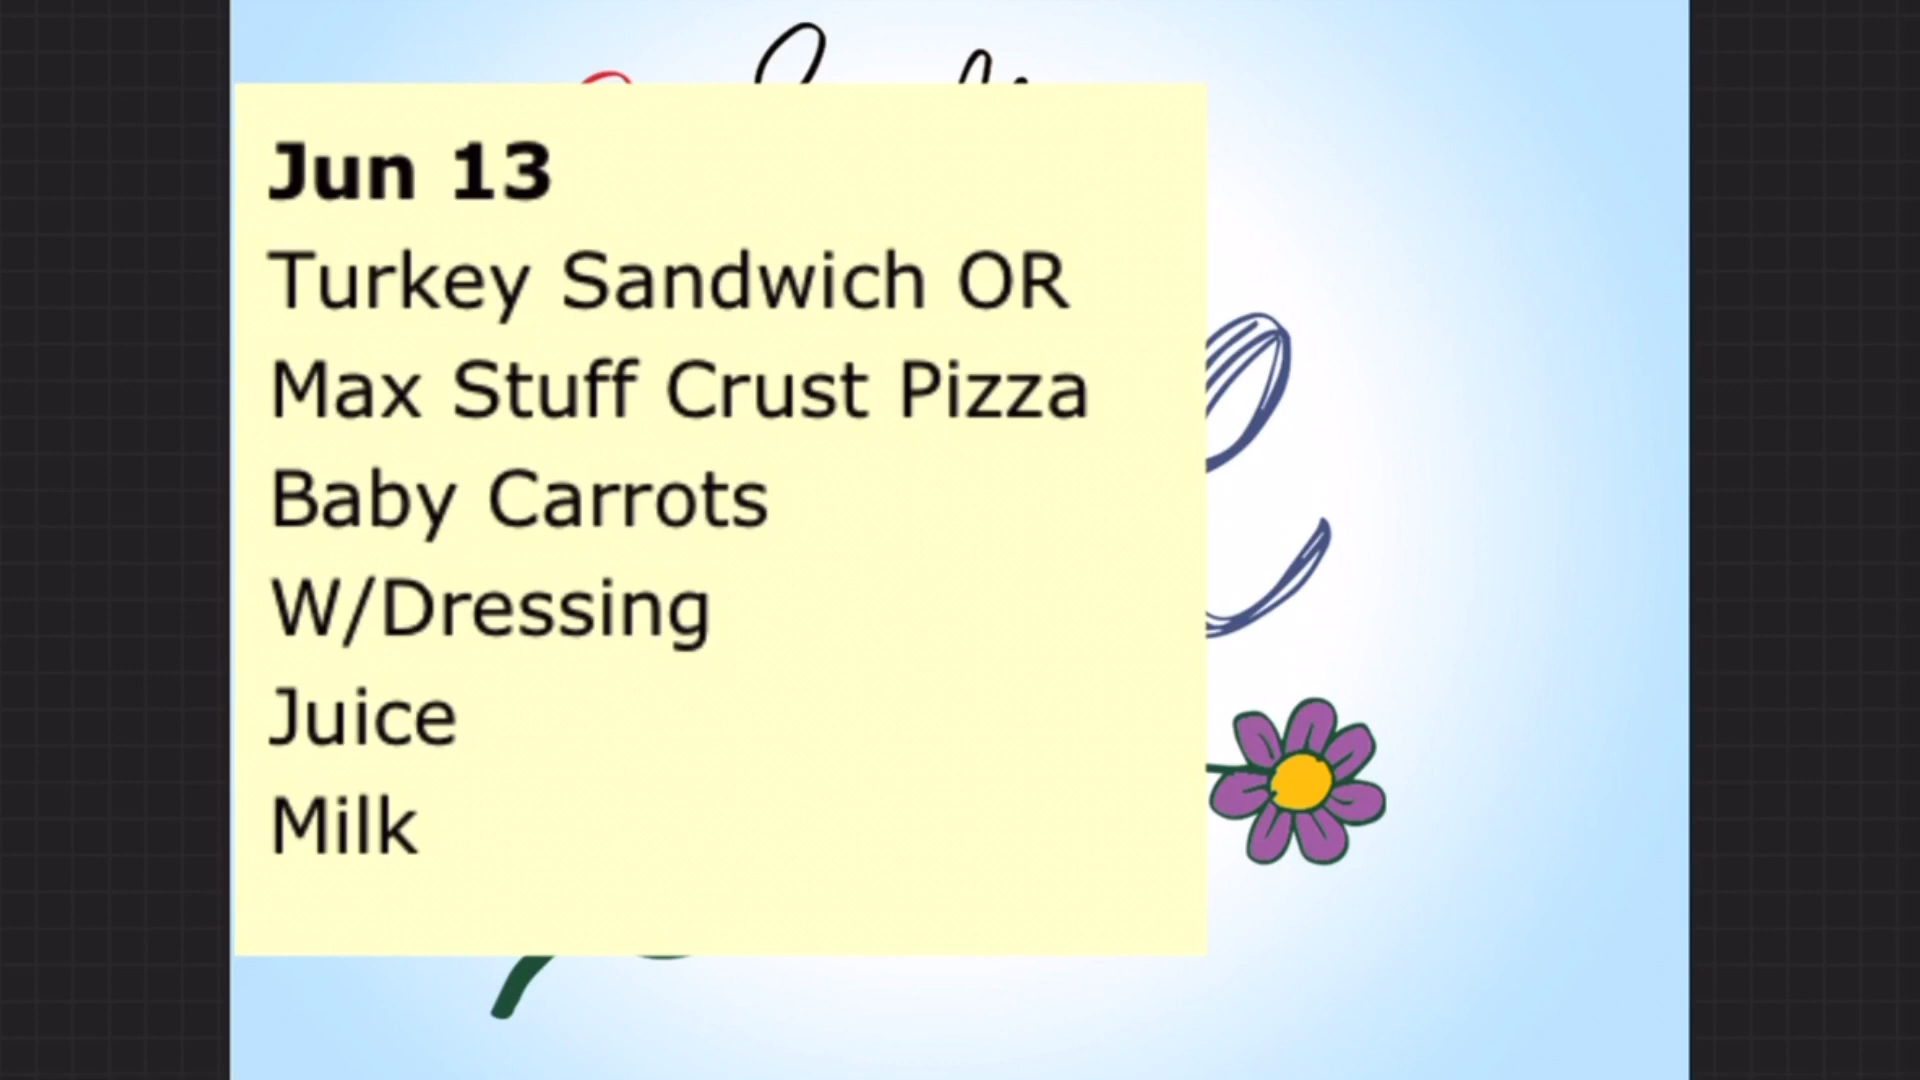 Jun 13
Turkey Sandwich OR
Max Stuff Crust Pizza
Baby Carrots
W/Dressing
Juice
Milk